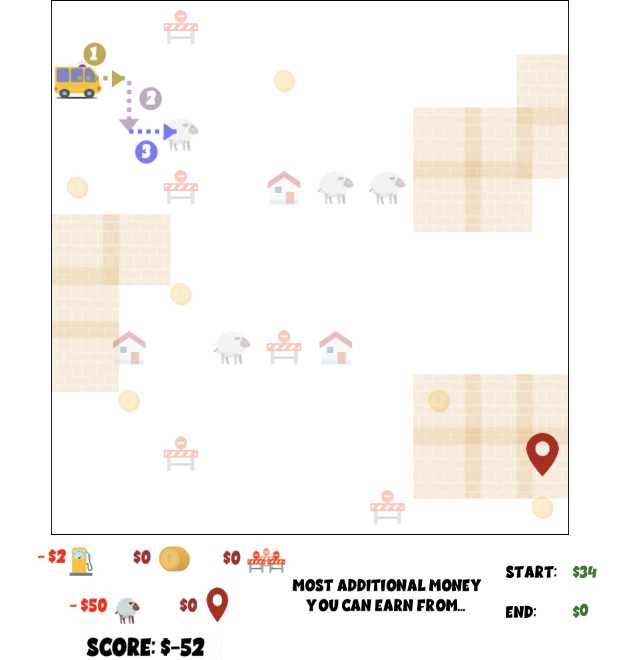 1
2
3
- $2
$0
$0
- $50
$0
SCORE: $-52
MOST ADDITIONAL MONEY
YOU CAN EARN FROM...
START: $34
END: $0